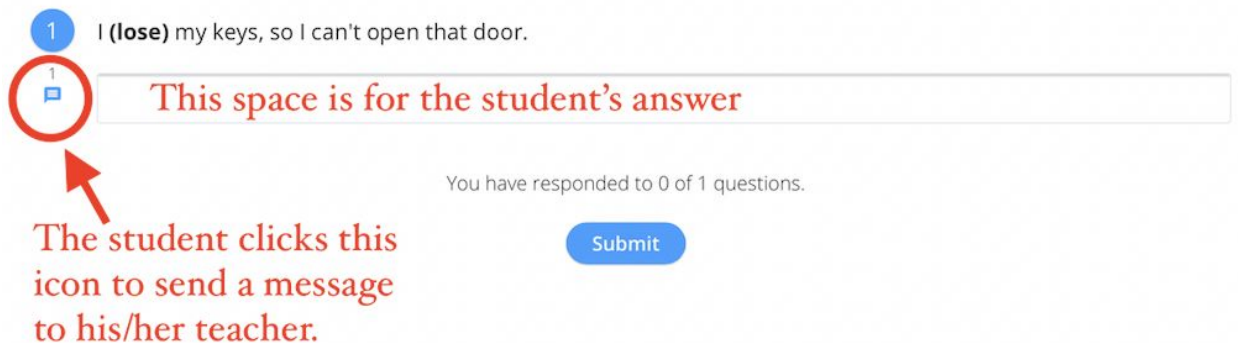 1 I (lose) my keys, so I can't open that door.
1
This space is for the student’s answer
You have responded to 0 of 1 questions.
Submit
The student clicks this
icon to send a message
to his/her teacher.